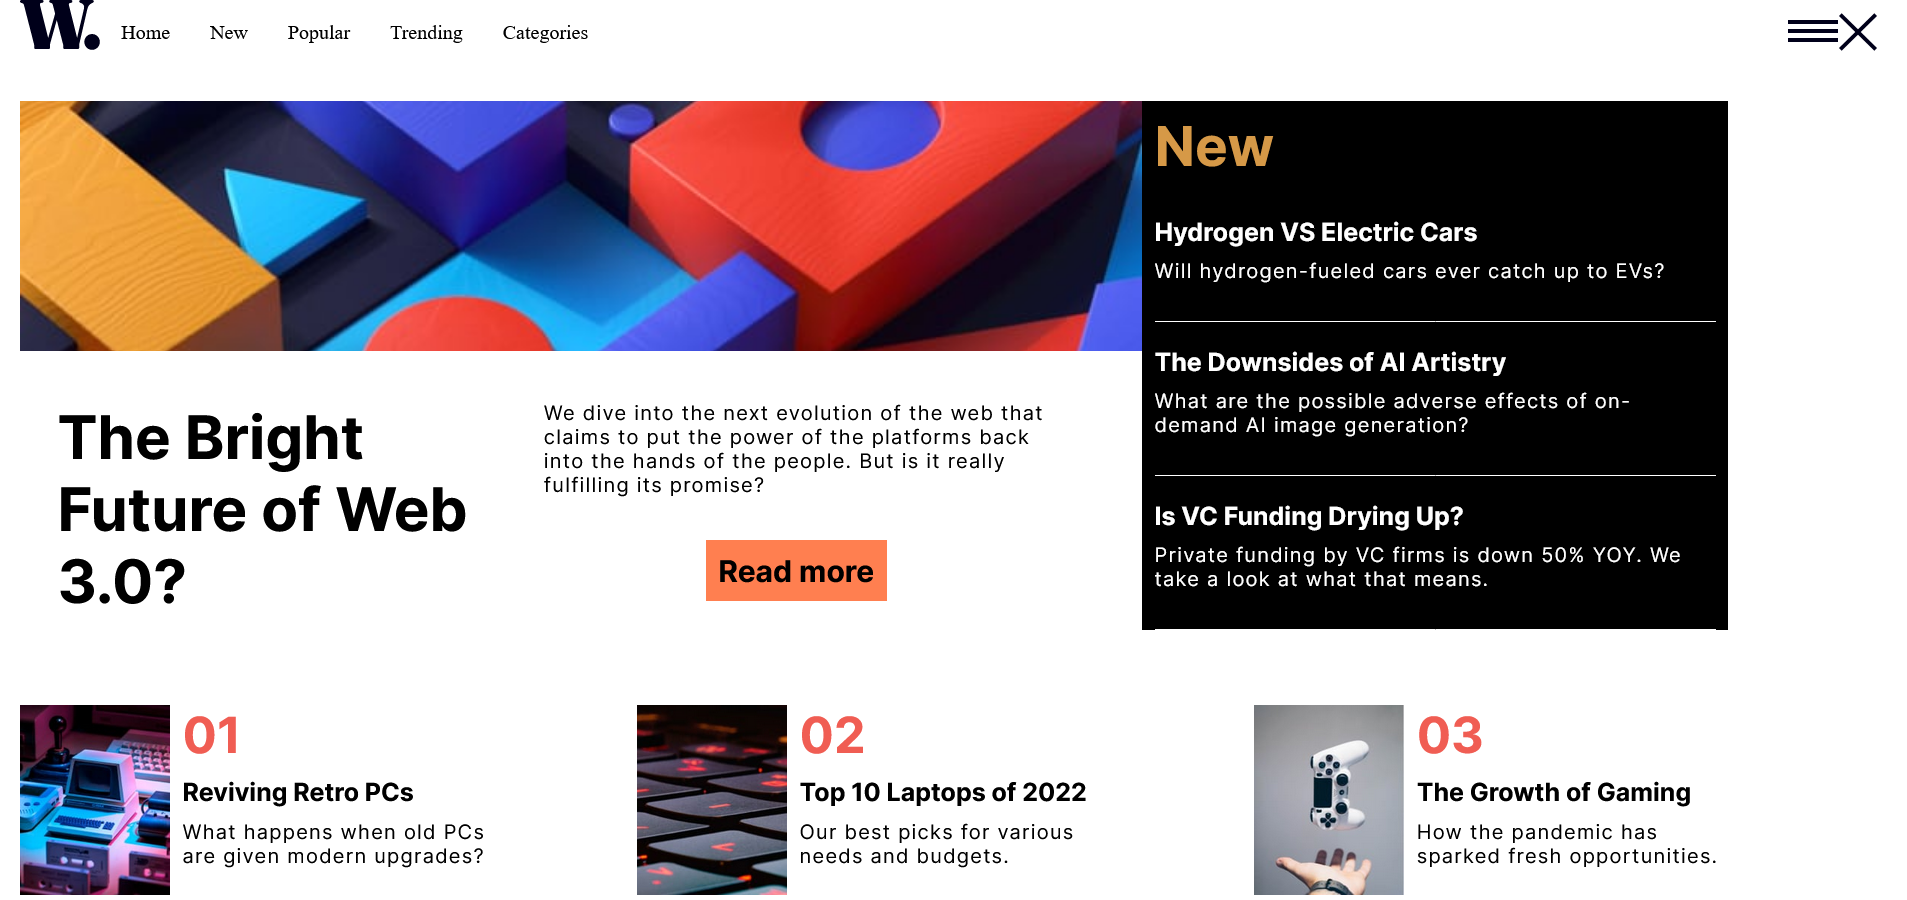 W.
Home
New
Popular
Trending
Categories
New
Hydrogen VS Electric Cars
Will hydrogen-fueled cars ever catch up to EVs?
The Downsides of AI Artistry
What are the possible adverse effects of on-
demand AI image generation?
Is VC Funding Drying Up?
Private funding by VC firms is down 50% YOY. We
take a look at what that means.
The Bright
Future of Web
3.0?
We dive into the next evolution of the web that
claims to put the power of the platforms back
into the hands of the people. But is it really
fulfilling its promise?
Read more
01
Reviving Retro PCs
What happens when old PCs
are given modern upgrades?
02
Top 10 Laptops of 2022
Our best picks for various
needs and budgets.
03
The Growth of Gaming
How the pandemic has
sparked fresh opportunities.